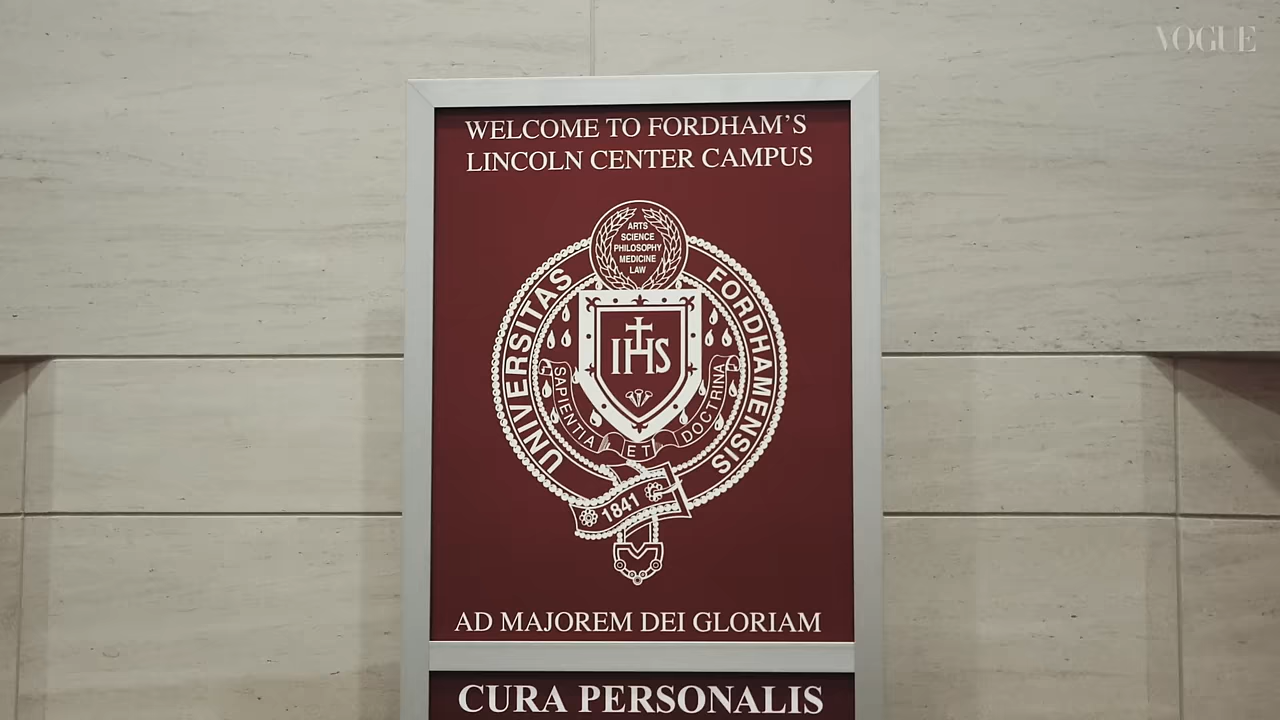 VOGUE
WELCOME TO FORDHAM'S
LINCOLN CENTER CAMPUS
ARTS
SCIENCE
PHILOSOPHY
MEDICINE
LAW
UNIVERSITAS FORDHAMENSIS
IHS
SAPIENTIA ET DOCTRINA
1841
AD MAJOREM DEI GLORIAM
CURA PERSONALIS